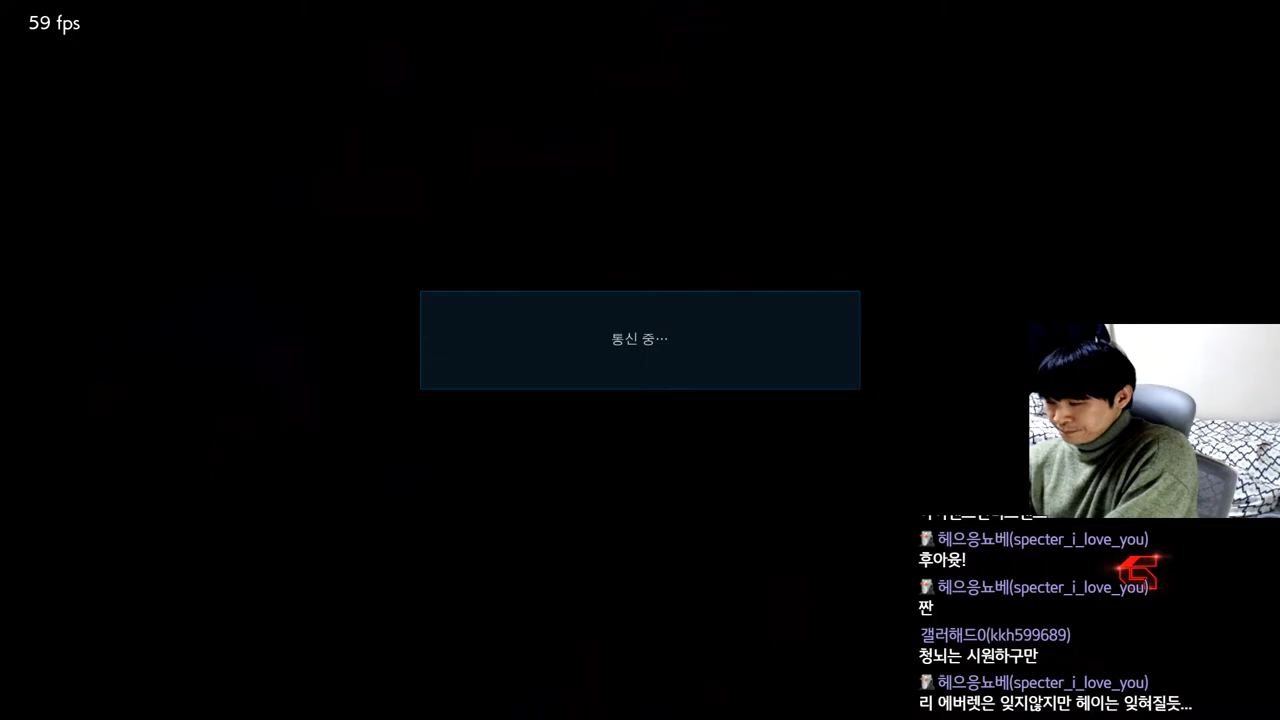 59 fps
통신 중…
헤으응뇨베(specter_i_love_you)
후아윳!
헤으응뇨베(specter_i_love_you)
짠
갤러해드0(kkh599689)
청뇌는 시원하구만
헤으응뇨베(specter_i_love_you)
리 에버렛은 잊지않지만 헤이는 잊혀질듯...